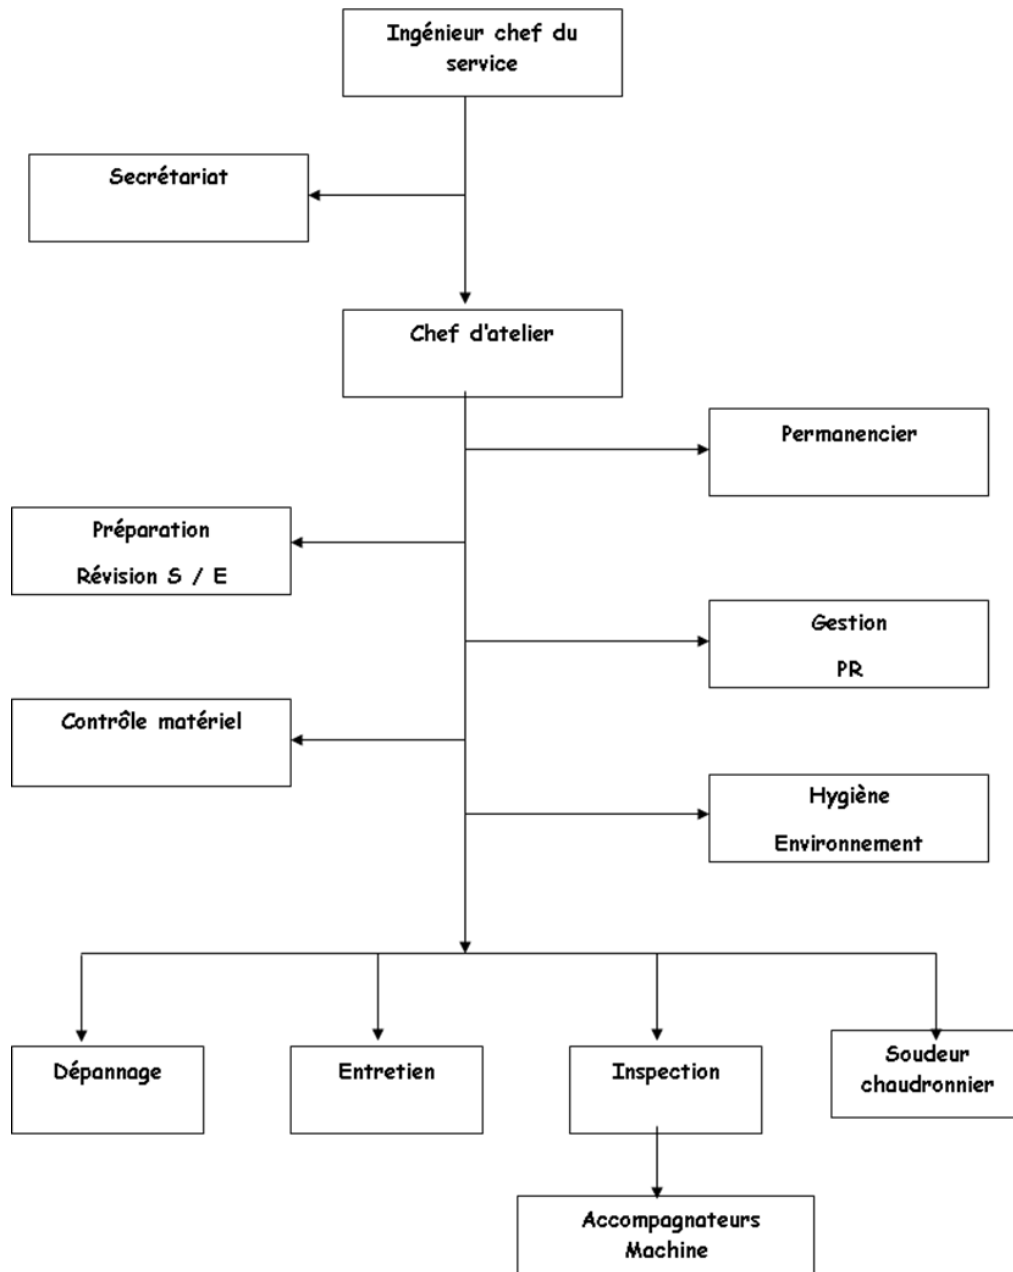 Ingénieur chef du
service
Secrétariat
Chef d'atelier
Permanencier
Préparation
Révision S / E
Gestion
PR
Contrôle matériel
Hygiène
Environnement
Dépannage
Entretien
Inspection
Soudeur
chaudronnier
Accompagnateurs
Machine